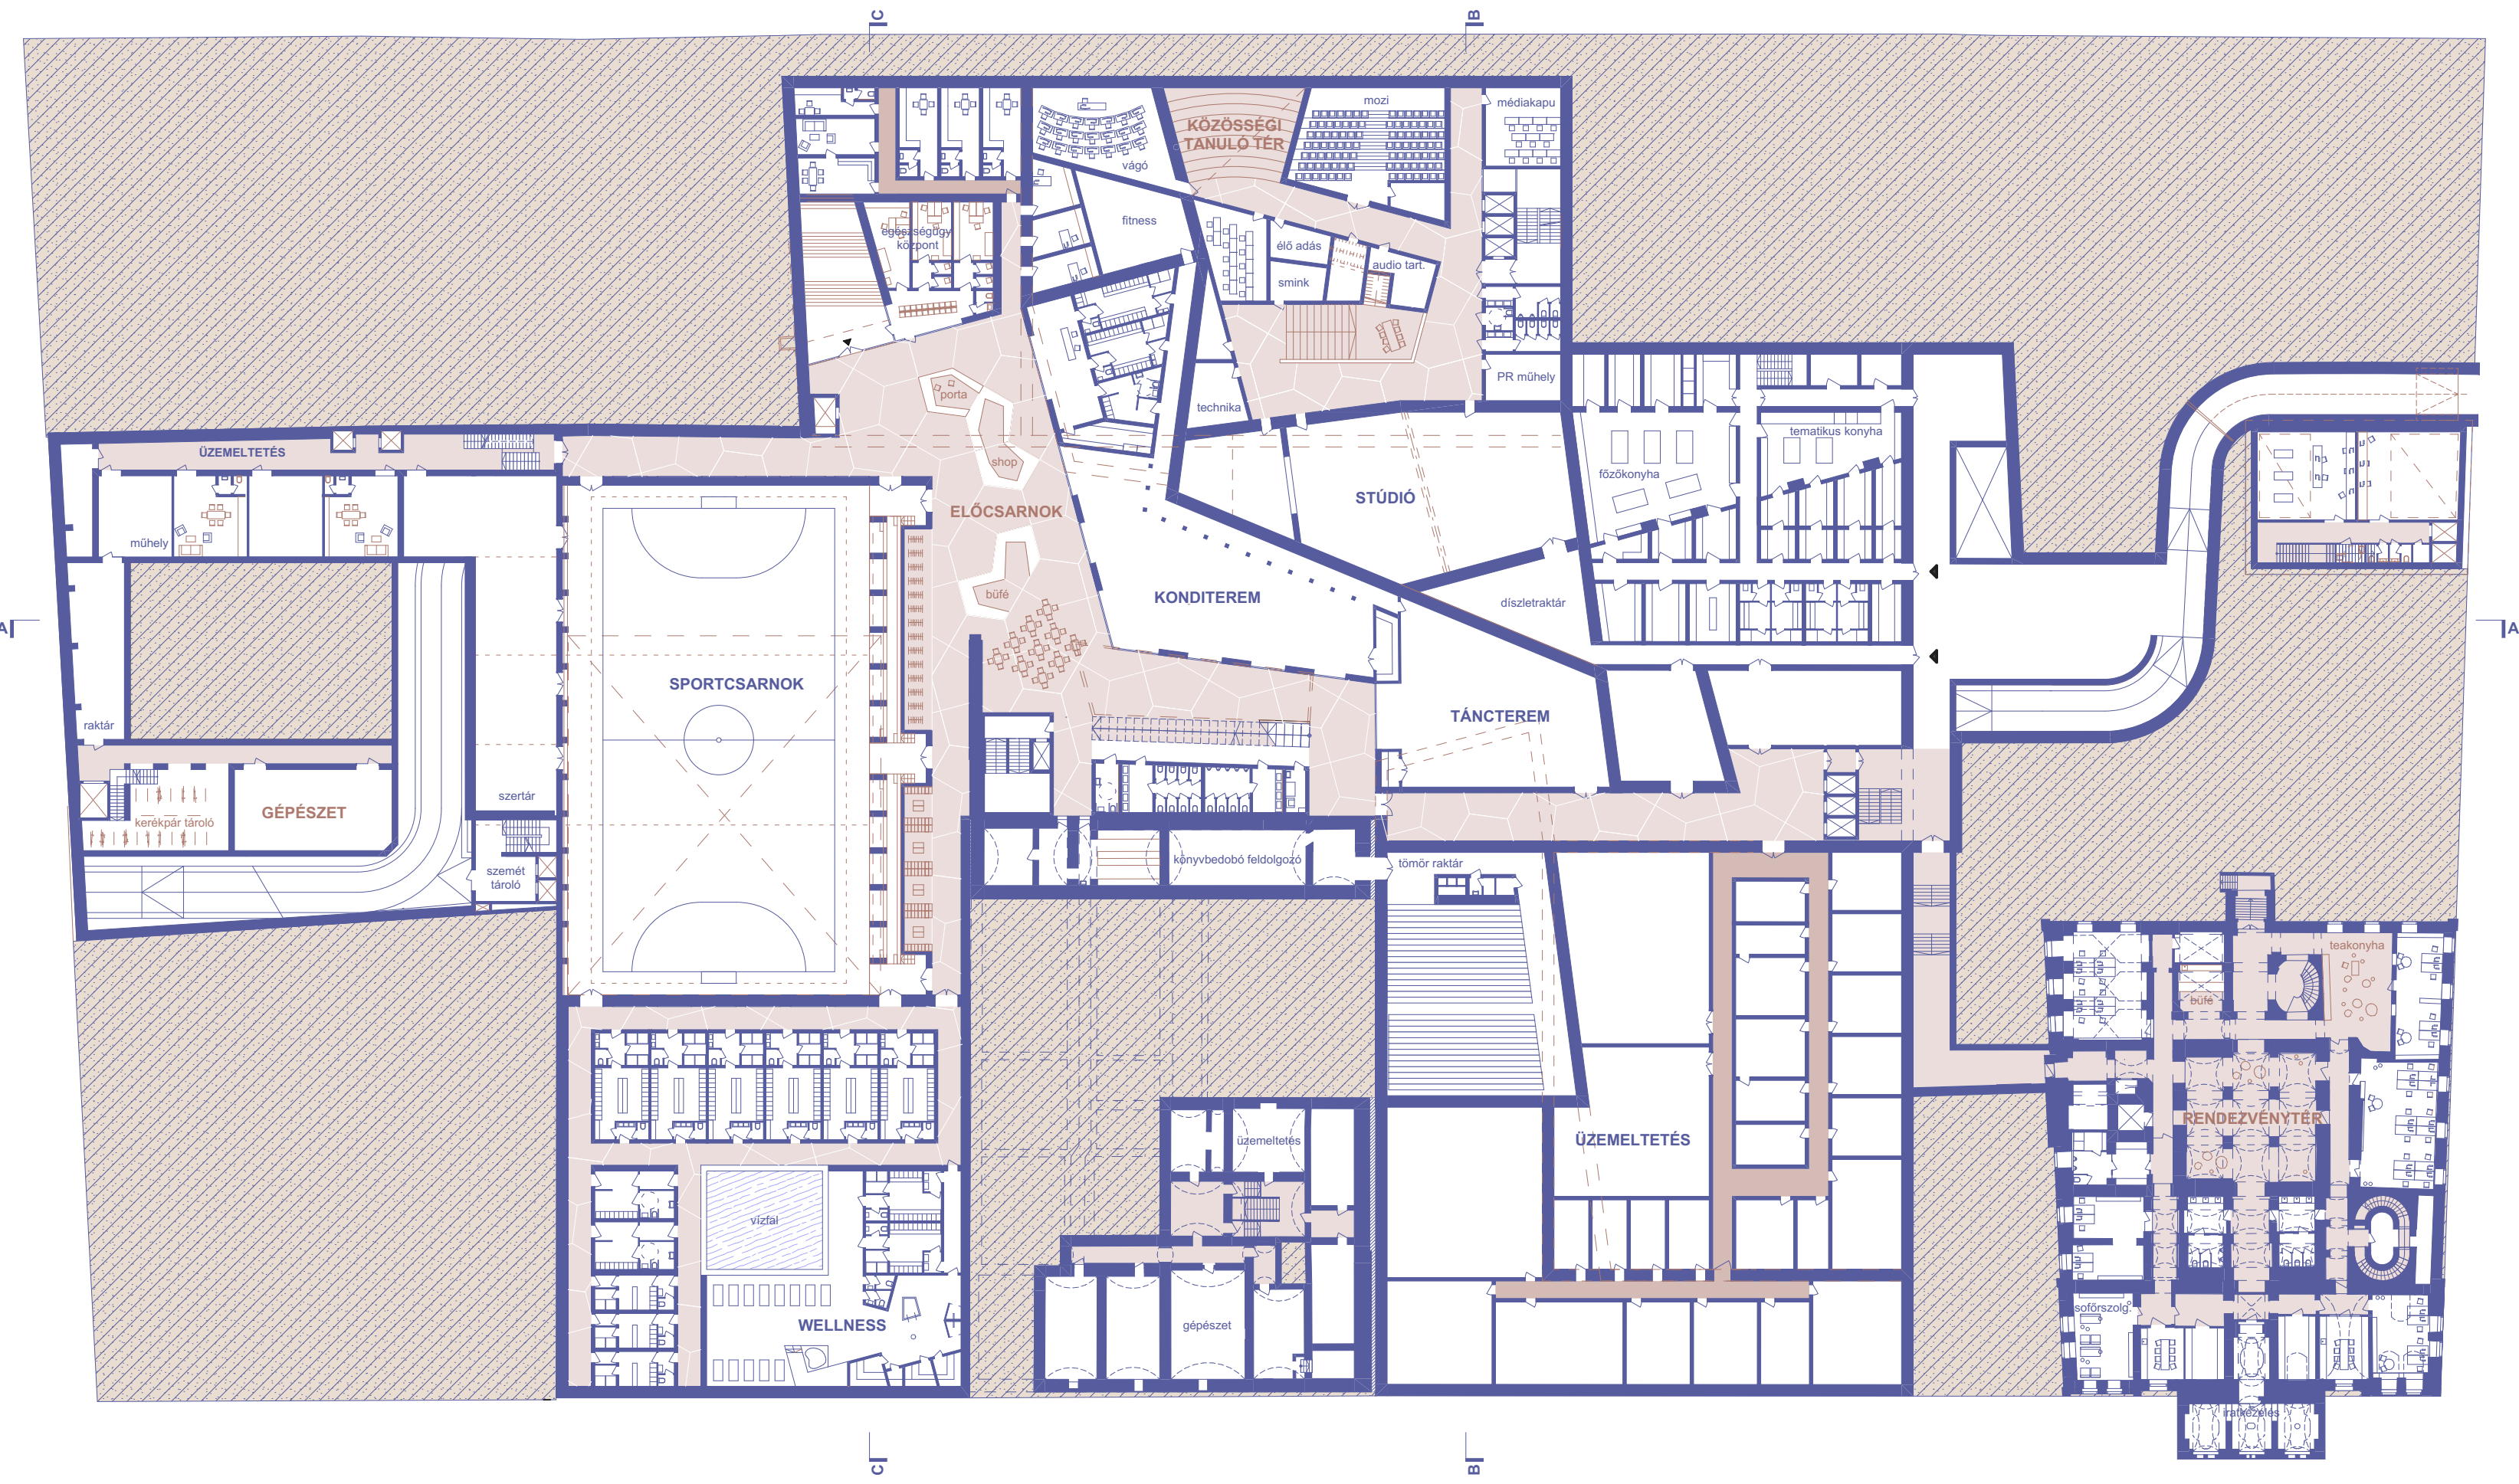 C
B
KÖZÖSSÉGI
TANULÓ TÉR
mozi
médiakapu
vágó
fitness
egészségügy
központ
élő adás
audio tart.
smink
porta
PR műhely
technika
ÜZEMELTETÉS
shop
tematikus konyha
főzőkonyha
STÚDIÓ
ELŐCSARNOK
műhely
büfé
KONDITEREM
díszletraktár
A
A
SPORTCSARNOK
raktár
TÁNCTEREM
szertár
GÉPÉSZET
kerékpár tároló
könyvbedobó feldolgozó
tömör raktár
szemét
tároló
teakonyha
büfé
RENDEZVÉNYTÉR
üzemeltetés
ÜZEMELTETÉS
vízfal
WELLNESS
gépészet
sofőrszolg.
iratkezelés
C
B